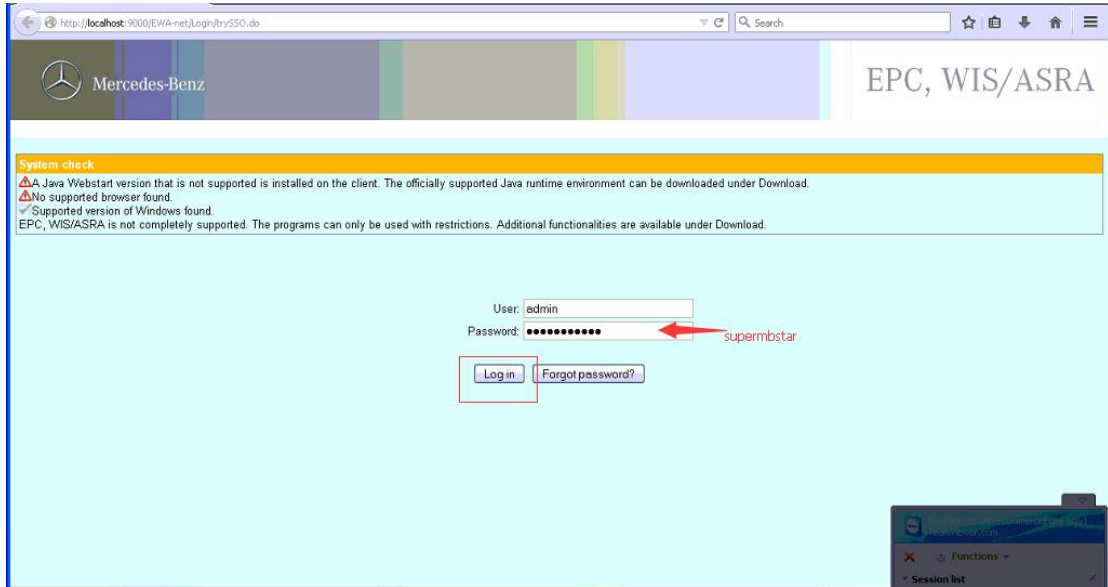 http://localhost:9000/EWA-net/Login/trySSO.do
Search
Mercedes-Benz
EPC, WIS/ASRA
System check
A Java Webstart version that is not supported is installed on the client. The officially supported Java runtime environment can be downloaded under Download.
No supported browser found.
Supported version of Windows found.
EPC, WIS/ASRA is not completely supported. The programs can only be used with restrictions. Additional functionalities are available under Download.
User: admin
Password:
supermbstar
Log in Forgot password?
Functions
Session list